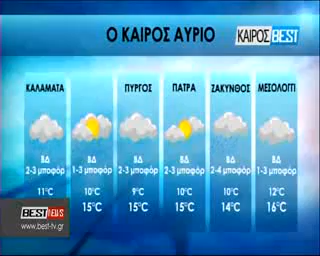 Ο ΚΑΙΡΟΣ ΑΥΡΙΟ
ΚΑΙΡΟΣ BEST
ΚΑΛΑΜΑΤΑ ΠΥΡΓΟΣ ΠΑΤΡΑ ΖΑΚΥΝΘΟΣ ΜΕΣΟΛΟΓΓΙ
ΒΔ ΒΔ ΒΔ ΒΔ ΒΔ ΒΔ
2-3 μποφόρ 1-3 μποφόρ 2-3 μποφόρ 2-3 μποφόρ 2-4 μποφόρ 1-3 μποφόρ
11°C 10°C 9°C 10°C 10°C 12°C
15°C 15°C 15°C 14°C 16°C
BEST NEWS
www.best-tv.gr